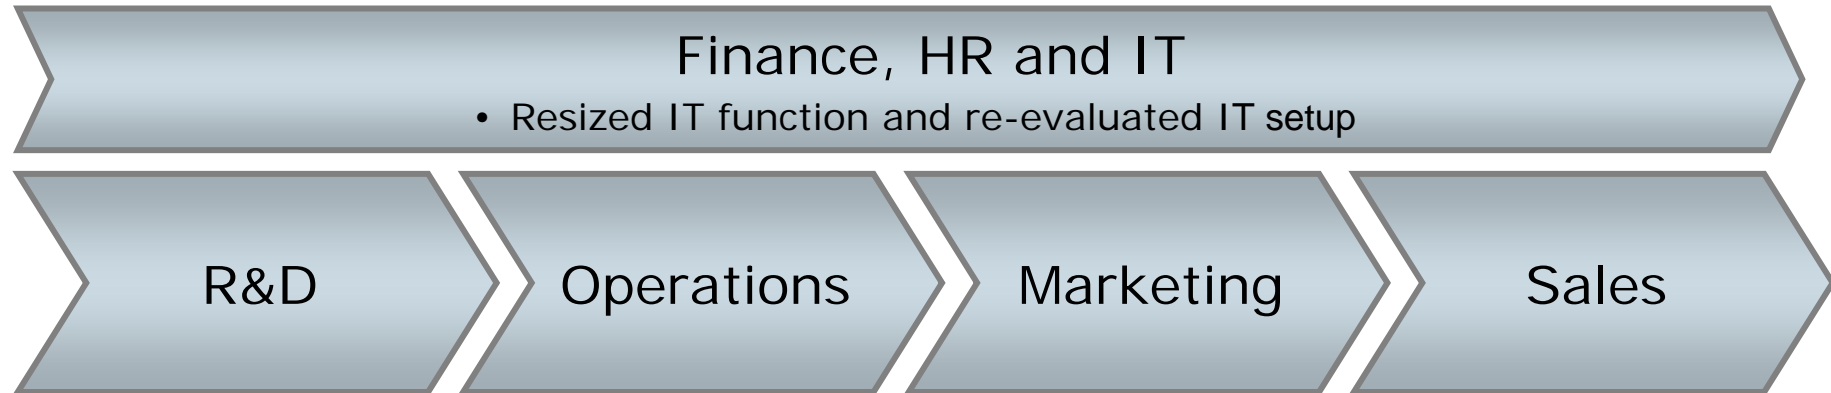 Finance, HR and IT
• Resized IT function and re-evaluated IT setup
R&D
Operations
Marketing
Sales